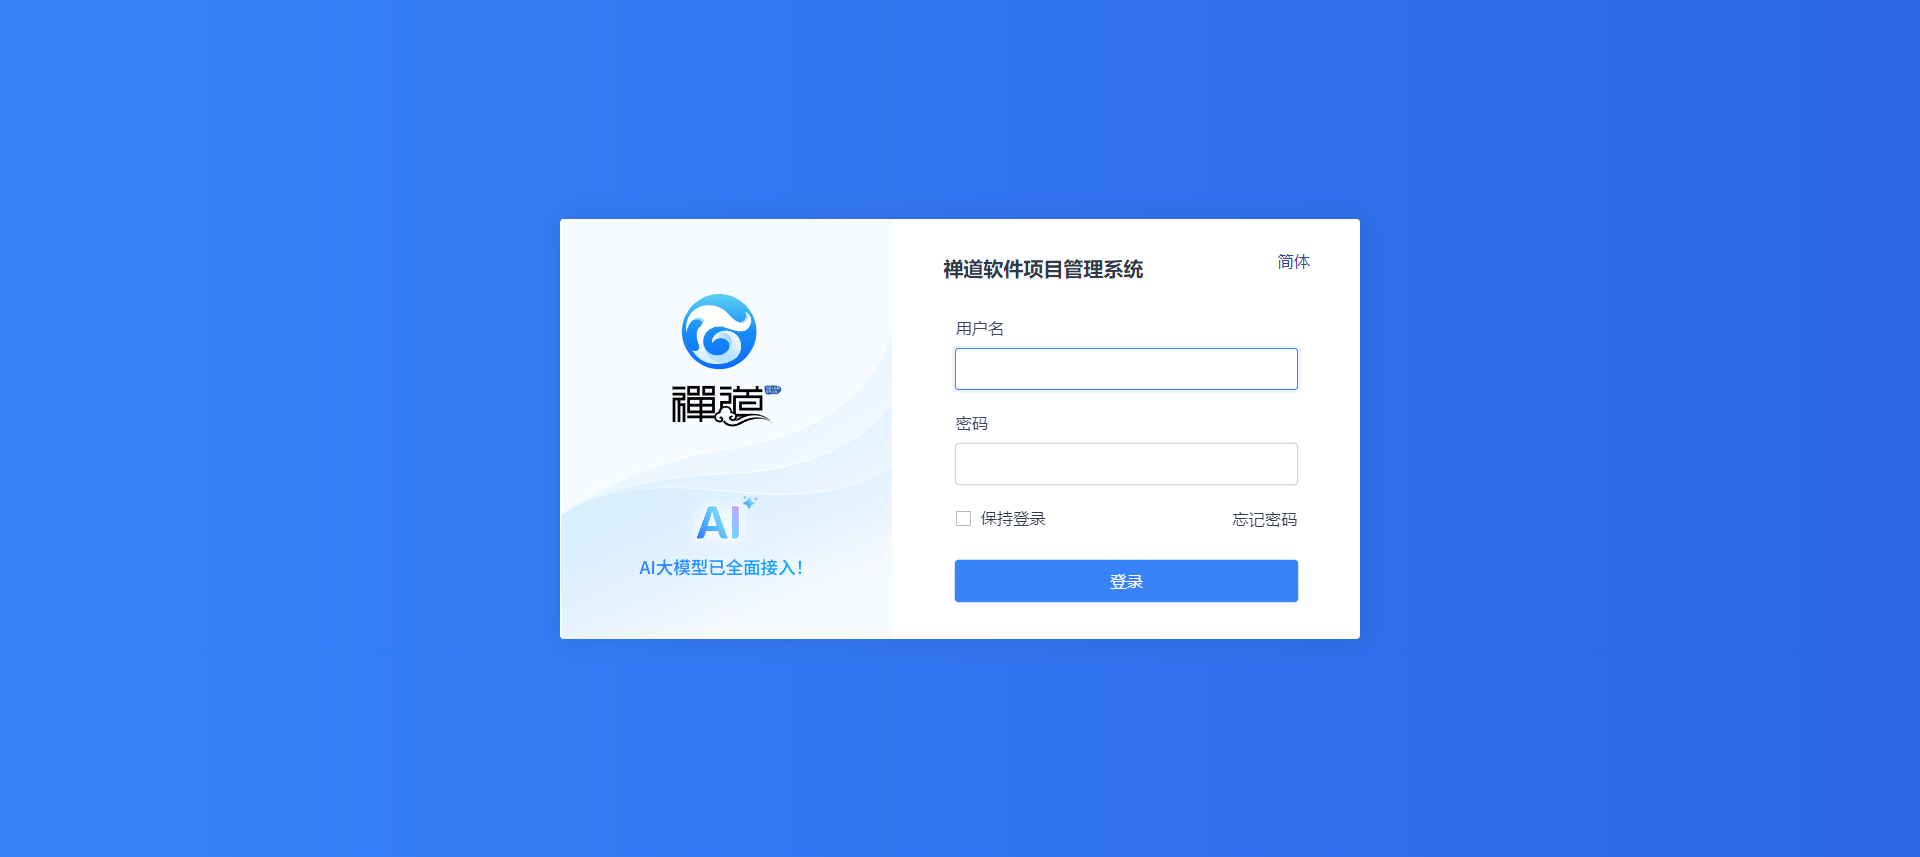 禅道软件项目管理系统
简体
禪道
用户名
密码
保持登录
忘记密码
登录
AI
AI大模型已全面接入！